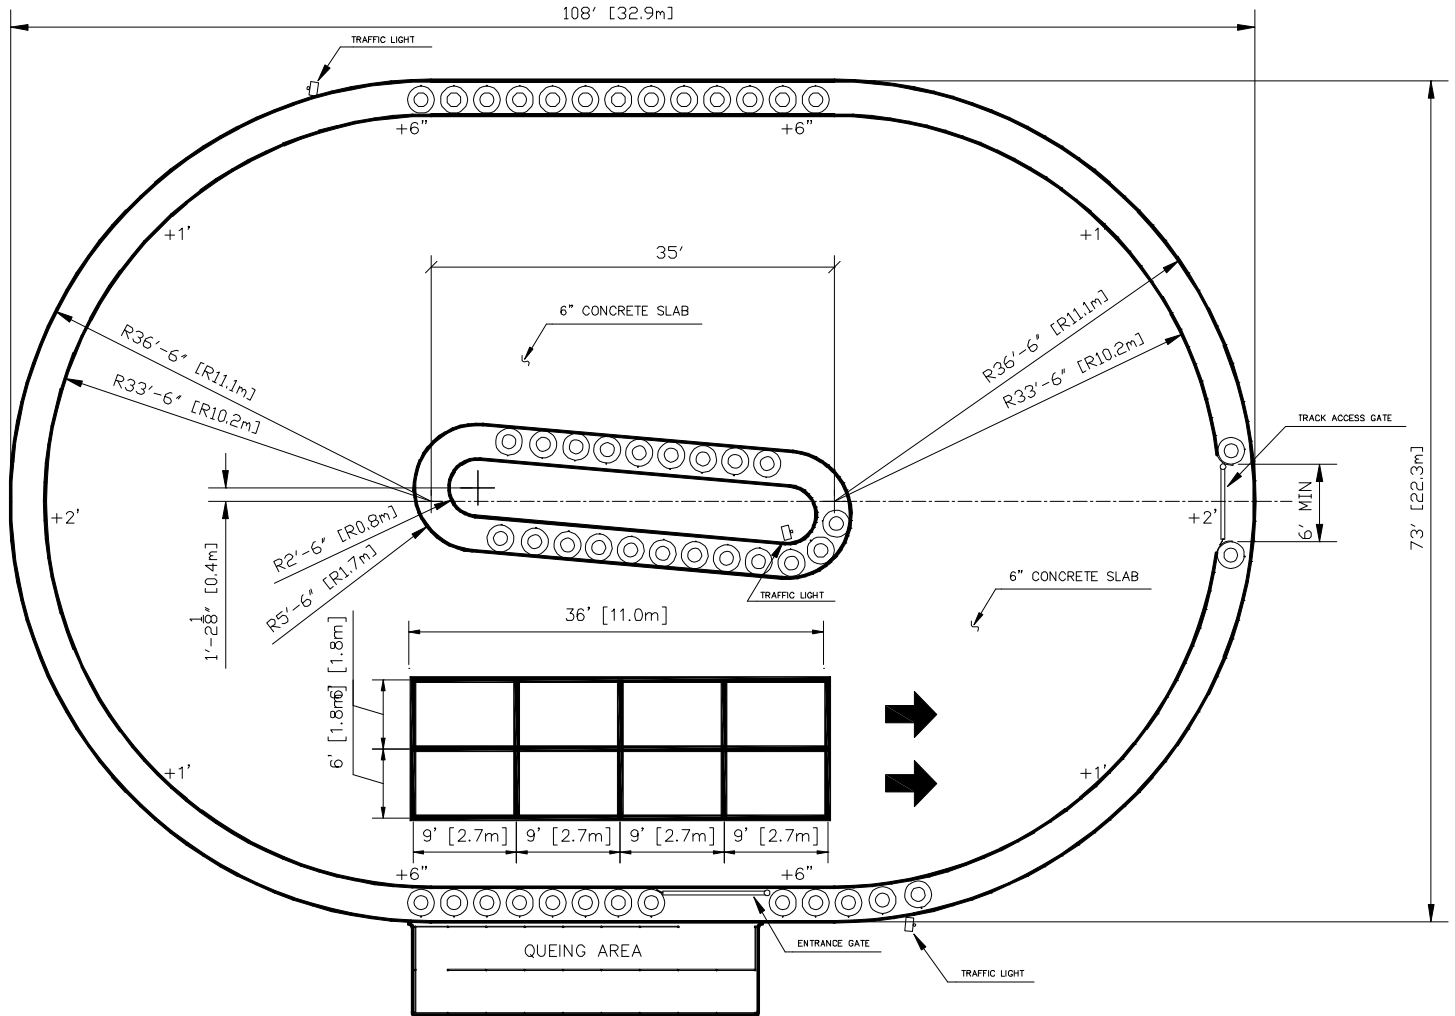 108' [32.9m]
TRAFFIC LIGHT
+6"
+6"
+1'
+1'
35'
6" CONCRETE SLAB
R36'-6" [R11.1m]
R33'-6" [R10.2m]
R36'-6" [R11.1m]
R33'-6" [R10.2m]
TRACK ACCESS GATE
6' MIN
73' [22.3m]
+2'
+2'
R2'-6" [R0.8m]
R5'-6" [R1.7m]
1'-2 1/8" [0.4m]
6" CONCRETE SLAB
TRAFFIC LIGHT
36' [11.0m]
6' [1.8m]
6' [1.8m]
+1'
+1'
9' [2.7m]
9' [2.7m]
9' [2.7m]
9' [2.7m]
+6"
+6"
QUEING AREA
ENTRANCE GATE
TRAFFIC LIGHT